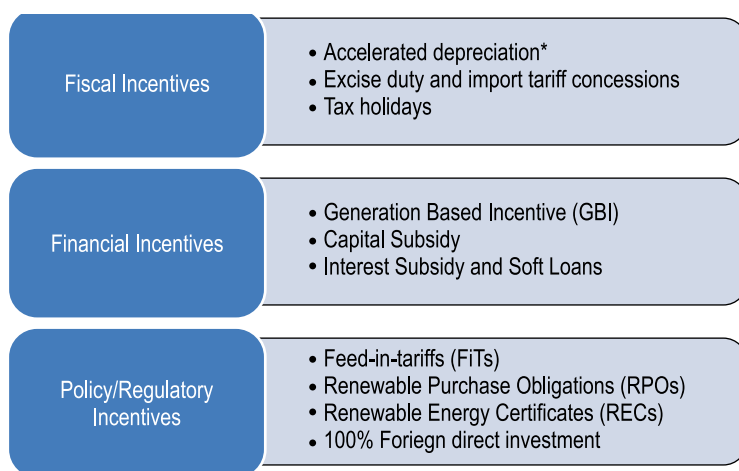 Fiscal Incentives
• Accelerated depreciation*
• Excise duty and import tariff concessions
• Tax holidays
Financial Incentives
• Generation Based Incentive (GBI)
• Capital Subsidy
• Interest Subsidy and Soft Loans
Policy/Regulatory
Incentives
• Feed-in-tariffs (FiTs)
• Renewable Purchase Obligations (RPOs)
• Renewable Energy Certificates (RECs)
• 100% Foriegn direct investment